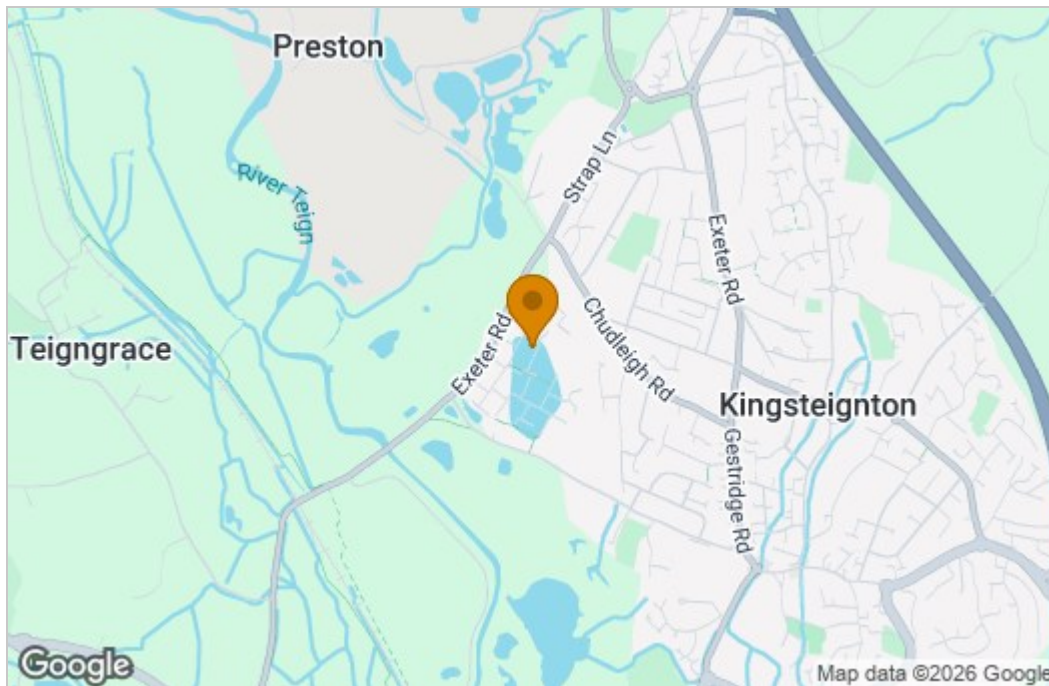 Preston
Strap Ln
River Teign
Exeter Rd
Exeter Rd
Teigngrace
Chudleigh Rd
Kingsteignton
Gestridge Rd
Google
Map data ©2026 Google